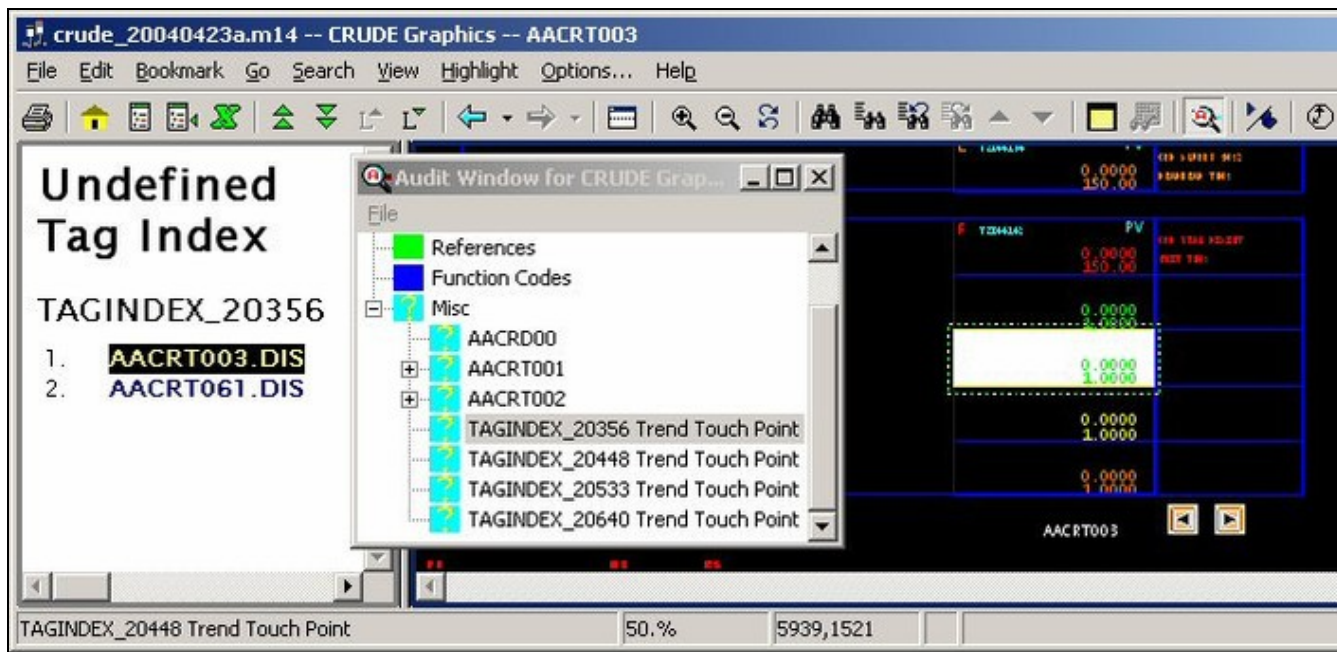 crude_20040423a.m14 -- CRUDE Graphics -- AACRT003
File Edit Bookmark Go Search View Highlight Options... Help
Undefined
Tag Index
TAGINDEX_20356
1. AACRT003.DIS
2. AACRT061.DIS
Audit Window for CRUDE Grap...
File
References
Function Codes
Misc
AACRD00
AACRT001
AACRT002
TAGINDEX_20356 Trend Touch Point
TAGINDEX_20448 Trend Touch Point
TAGINDEX_20533 Trend Touch Point
TAGINDEX_20640 Trend Touch Point
0.0000
150.00
PV
0.0000
150.00
0.0000
1.0000
0.0000
1.0000
0.0000
1.0000
0.0000
1.0000
AACRT003
TAGINDEX_20448 Trend Touch Point 50.% 5939,1521